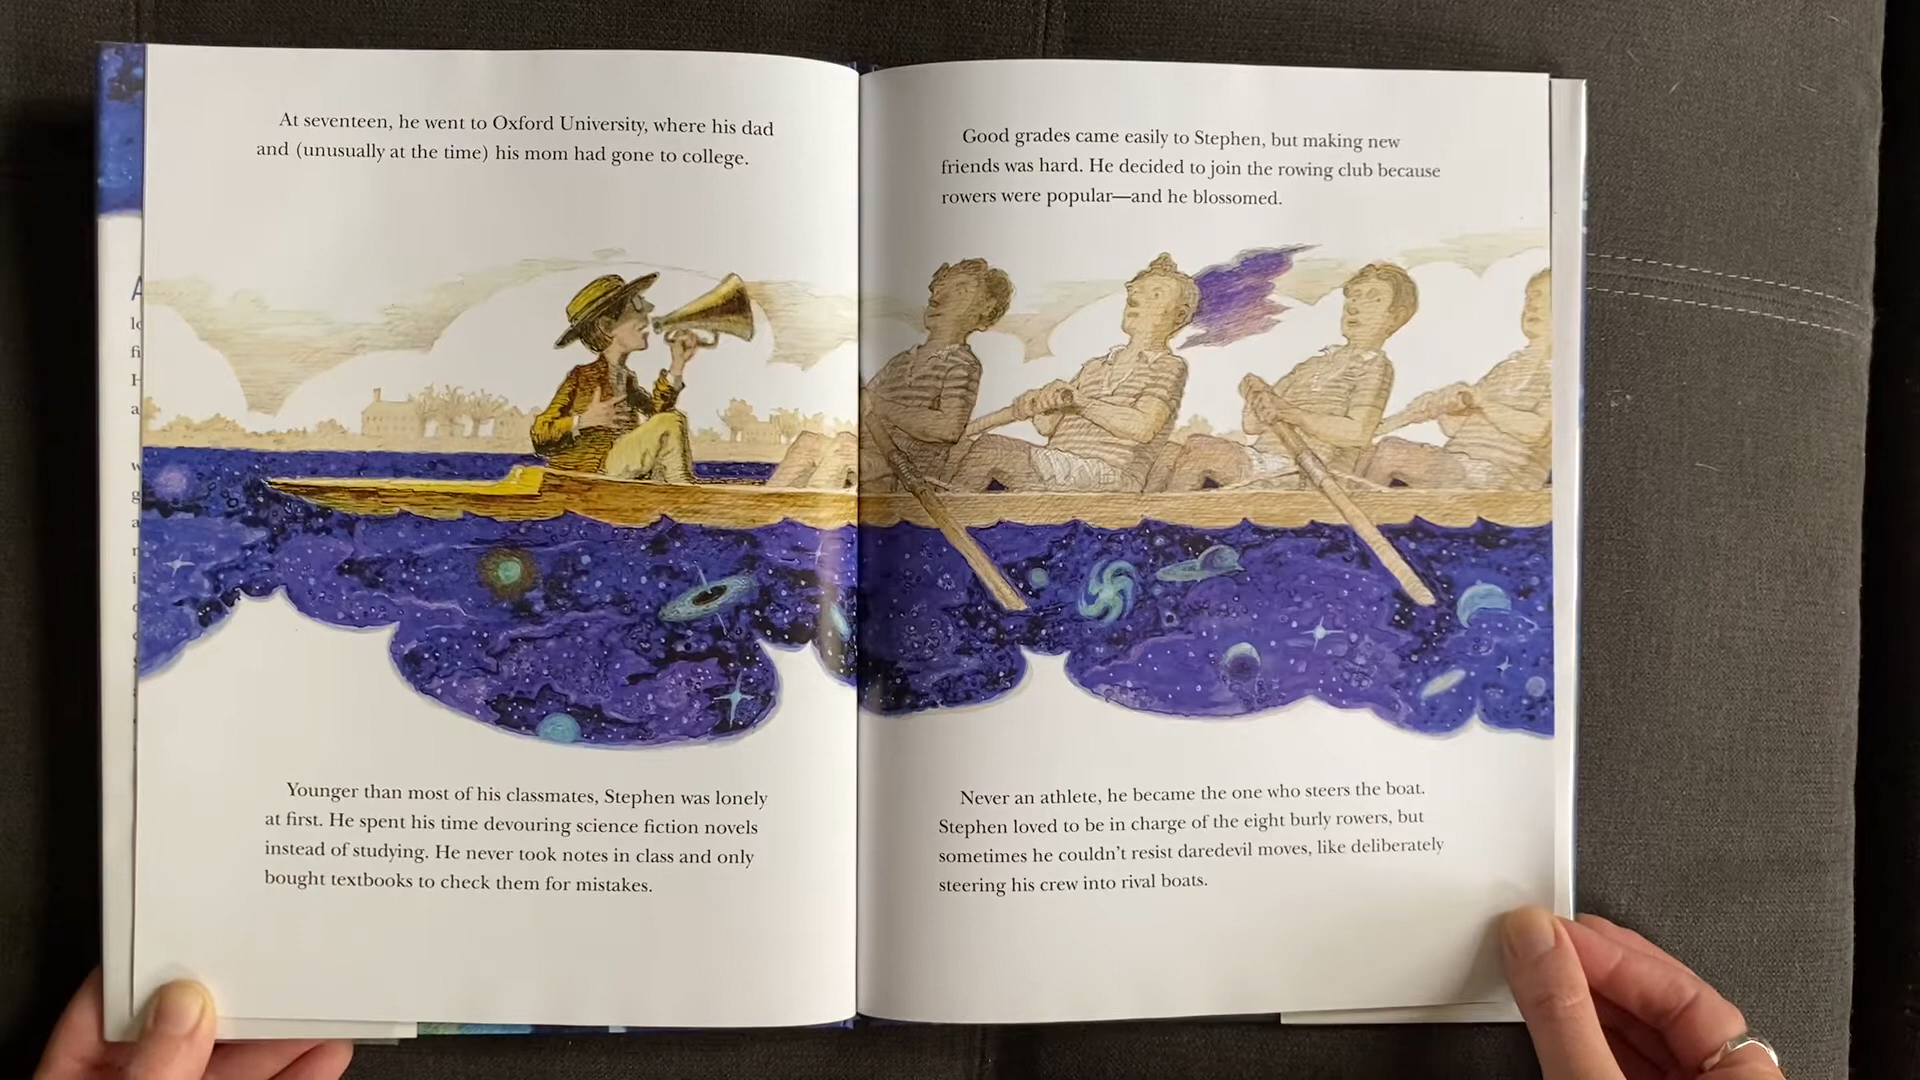 At seventeen, he went to Oxford University, where his dad
and (unusually at the time) his mom had gone to college.
Younger than most of his classmates, Stephen was lonely
at first. He spent his time devouring science fiction novels
instead of studying. He never took notes in class and only
bought textbooks to check them for mistakes.
Good grades came easily to Stephen, but making new
friends was hard. He decided to join the rowing club because
rowers were popular—and he blossomed.
Never an athlete, he became the one who steers the boat.
Stephen loved to be in charge of the eight burly rowers, but
sometimes he couldn't resist daredevil moves, like deliberately
steering his crew into rival boats.